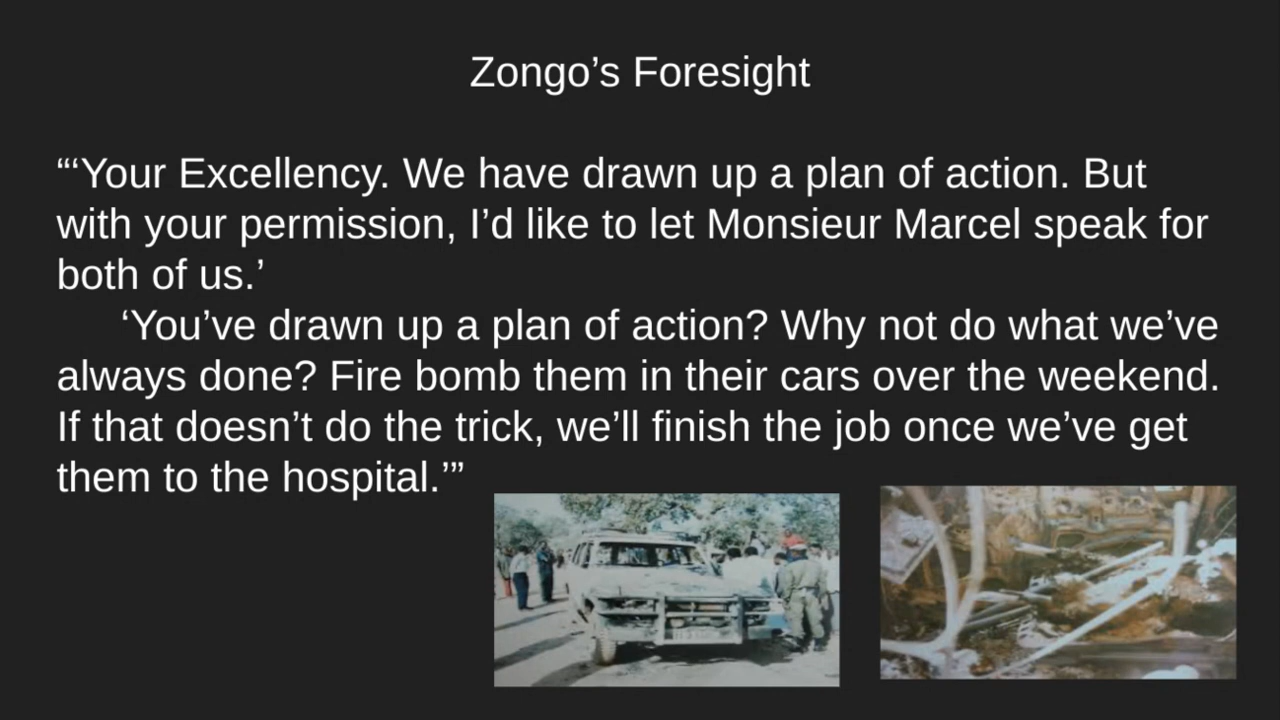 Zongo’s Foresight
“‘Your Excellency. We have drawn up a plan of action. But
with your permission, I’d like to let Monsieur Marcel speak for
both of us.’
‘You’ve drawn up a plan of action? Why not do what we’ve
always done? Fire bomb them in their cars over the weekend.
If that doesn’t do the trick, we’ll finish the job once we’ve get
them to the hospital.’”